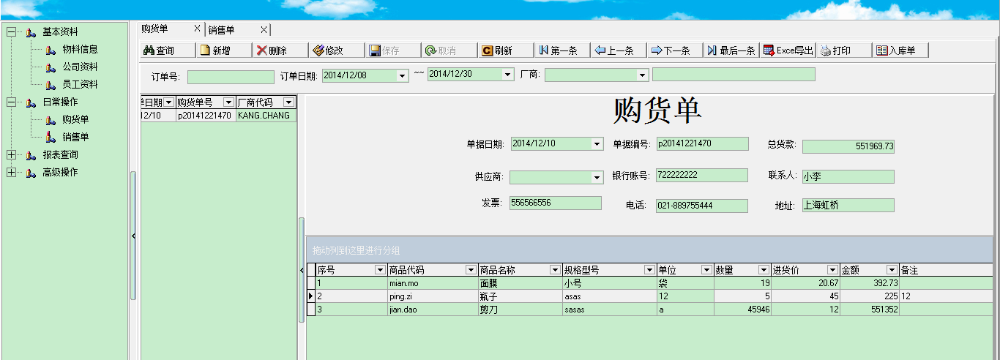 购货单 X 销售单 X
基本资料
物料信息
公司资料
员工资料
日常操作
购货单
销售单
报表查询
高级操作
查询 新增 删除 修改 保存 取消 刷新 第一条 上一条 下一条 最后一条 Excel导出 打印 入库单
订单号: 订单日期: 2014/12/08 ~~ 2014/12/30 厂商:
单日期 购货单号 厂商代码
12/10 p20141221470 KANG.CHANG
购货单
单据日期: 2014/12/10 单据编号: p20141221470 总货款: 551969.73
供应商: 银行账号: 722222222 联系人: 小李
发票: 556566556 电话: 021-889755444 地址: 上海虹桥
拖动列到这里进行分组
序号 商品代码 商品名称 规格型号 单位 数量 进货价 金额 备注
1 mian.mo 面膜 小号 袋 19 20.67 392.73
2 ping.zi 瓶子 asas 12 5 45 225 12
3 jian.dao 剪刀 sasas a 45946 12 551352